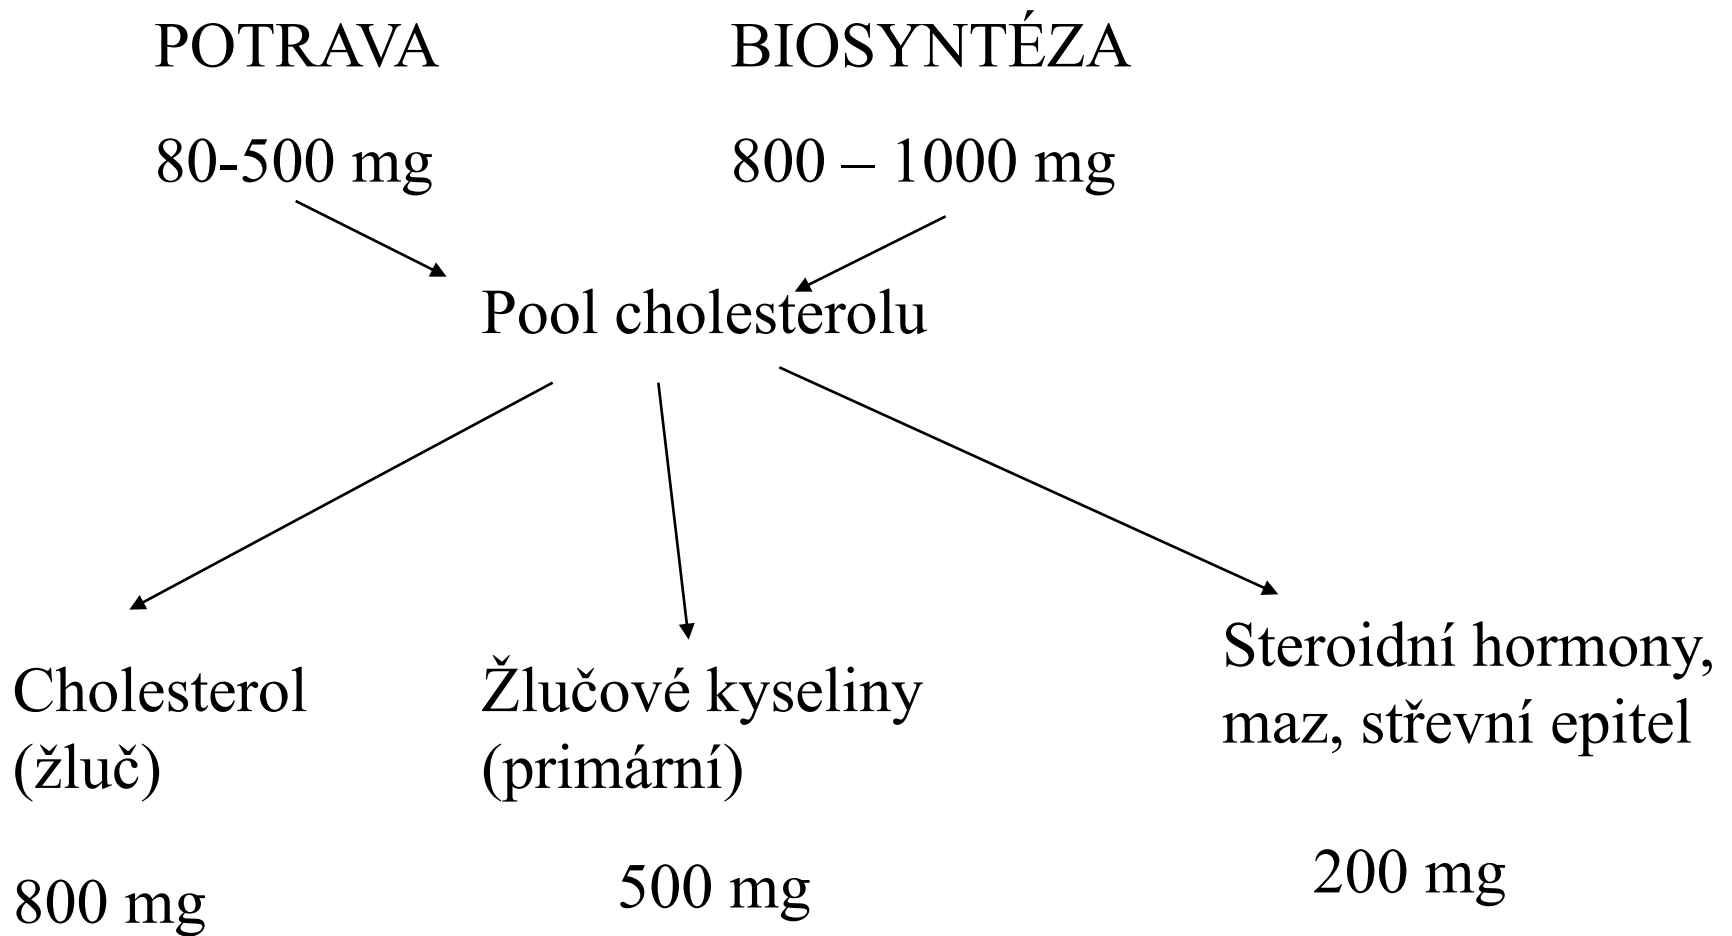 POTRAVA
BIOSYNTÉZA
80-500 mg
800 – 1000 mg
Pool cholesterolu
Cholesterol
(žluč)
800 mg
Žlučové kyseliny
(primární)
500 mg
Steroidní hormony,
maz, střevní epitel
200 mg